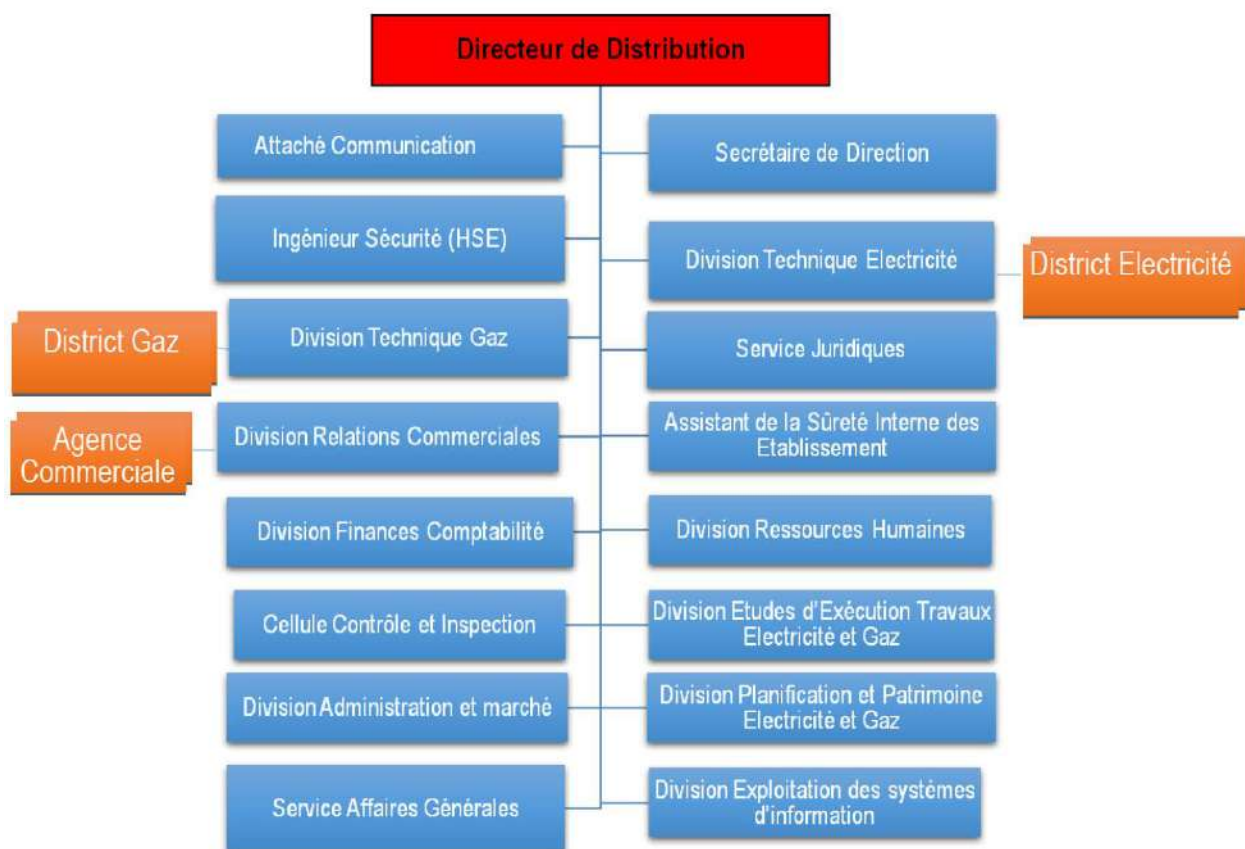 Directeur de Distribution
Attaché Communication
Secrétaire de Direction
Ingénieur Sécurité (HSE)
Division Technique Electricité
District Electricité
District Gaz
Division Technique Gaz
Service Juridiques
Agence
Commerciale
Division Relations Commerciales
Assistant de la Sûreté Interne des
Etablissement
Division Finances Comptabilité
Division Ressources Humaines
Cellule Contrôle et Inspection
Division Etudes d'Exécution Travaux
Electricité et Gaz
Division Administration et marché
Division Planification et Patrimoine
Electricité et Gaz
Service Affaires Générales
Division Exploitation des systèmes
d'information